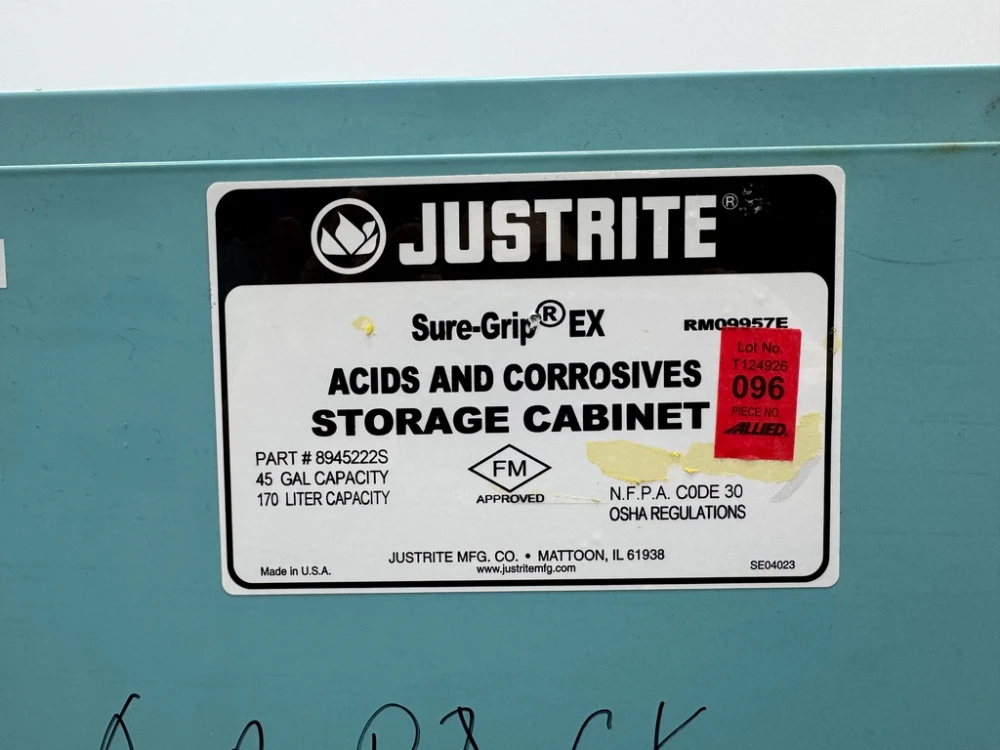 JUSTRITE®
Sure-Grip® EX
RM09957E
ACIDS AND CORROSIVES
STORAGE CABINET
Lot No.
T124926
096
PIECE NO.
ALLIED.
PART # 8945222S
45 GAL CAPACITY
170 LITER CAPACITY
FM
APPROVED
N.F.P.A. CODE 30
OSHA REGULATIONS
JUSTRITE MFG. CO. • MATTOON, IL 61938
www.justritemfg.com
Made in U.S.A.
SE04023